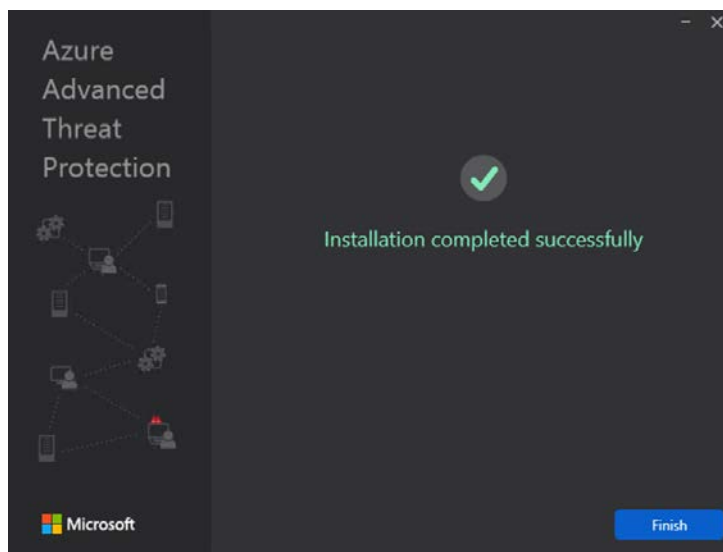 Azure
Advanced
Threat
Protection
Installation completed successfully
Microsoft
Finish